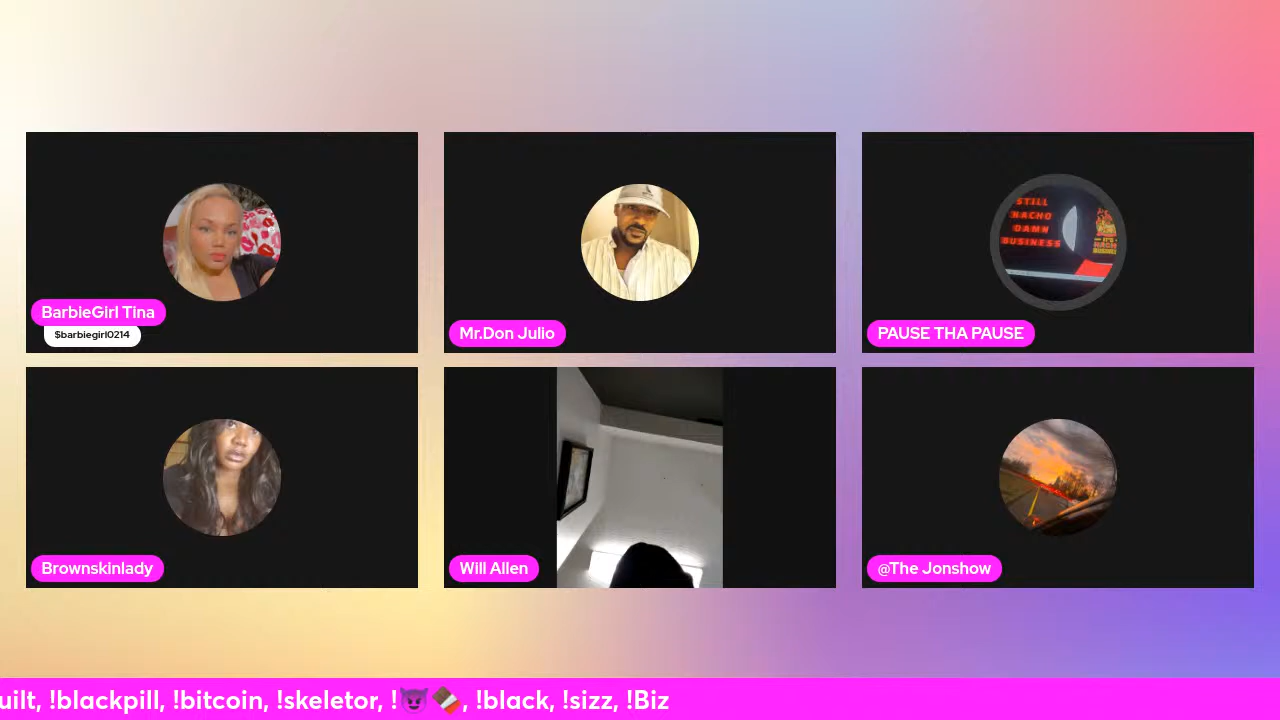 STILL
NACHO
DAMN
BUSINESS
BarbieGirl Tina
$barbiegirl0214
Mr.Don Julio
PAUSE THA PAUSE
Brownskinlady
Will Allen
@The Jonshow
uilt, !blackpill, !bitcoin, !skeletor, !😈🍫, !black, !sizz, !Biz